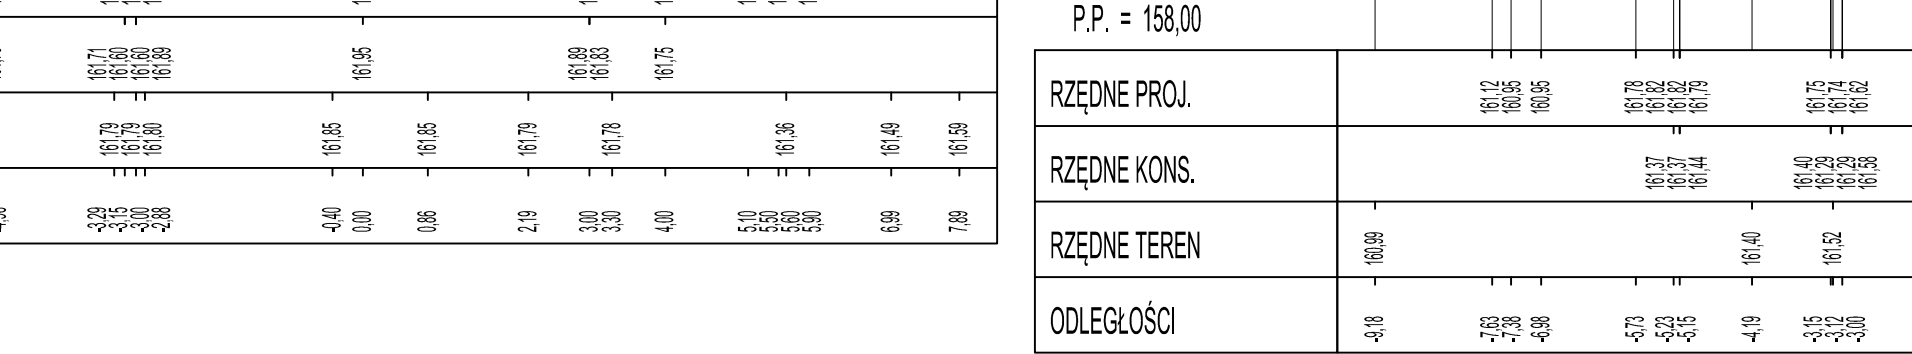 161,71 161,60 161,60 161,89 161,95 161,89 161,83 161,75
161,79 161,79 161,80 161,85 161,85 161,79 161,78 161,36 161,49 161,59
-3,29 -3,15 -3,00 -2,88 -0,40 0,00 0,86 2,19 3,00 3,30 4,00 5,10 5,50 5,60 5,90 6,99 7,89
P.P. = 158,00
RZĘDNE PROJ. 161,12 160,95 160,95 161,78 161,82 161,82 161,79 161,75 161,74 161,62
RZĘDNE KONS. 161,37 161,37 161,44 161,40 161,29 161,29 161,58
RZĘDNE TEREN 160,99 161,40 161,52
ODLEGŁOŚCI -9,18 -7,63 -7,38 -6,98 -5,73 -5,23 -5,15 -4,19 -3,15 -3,12 -3,00